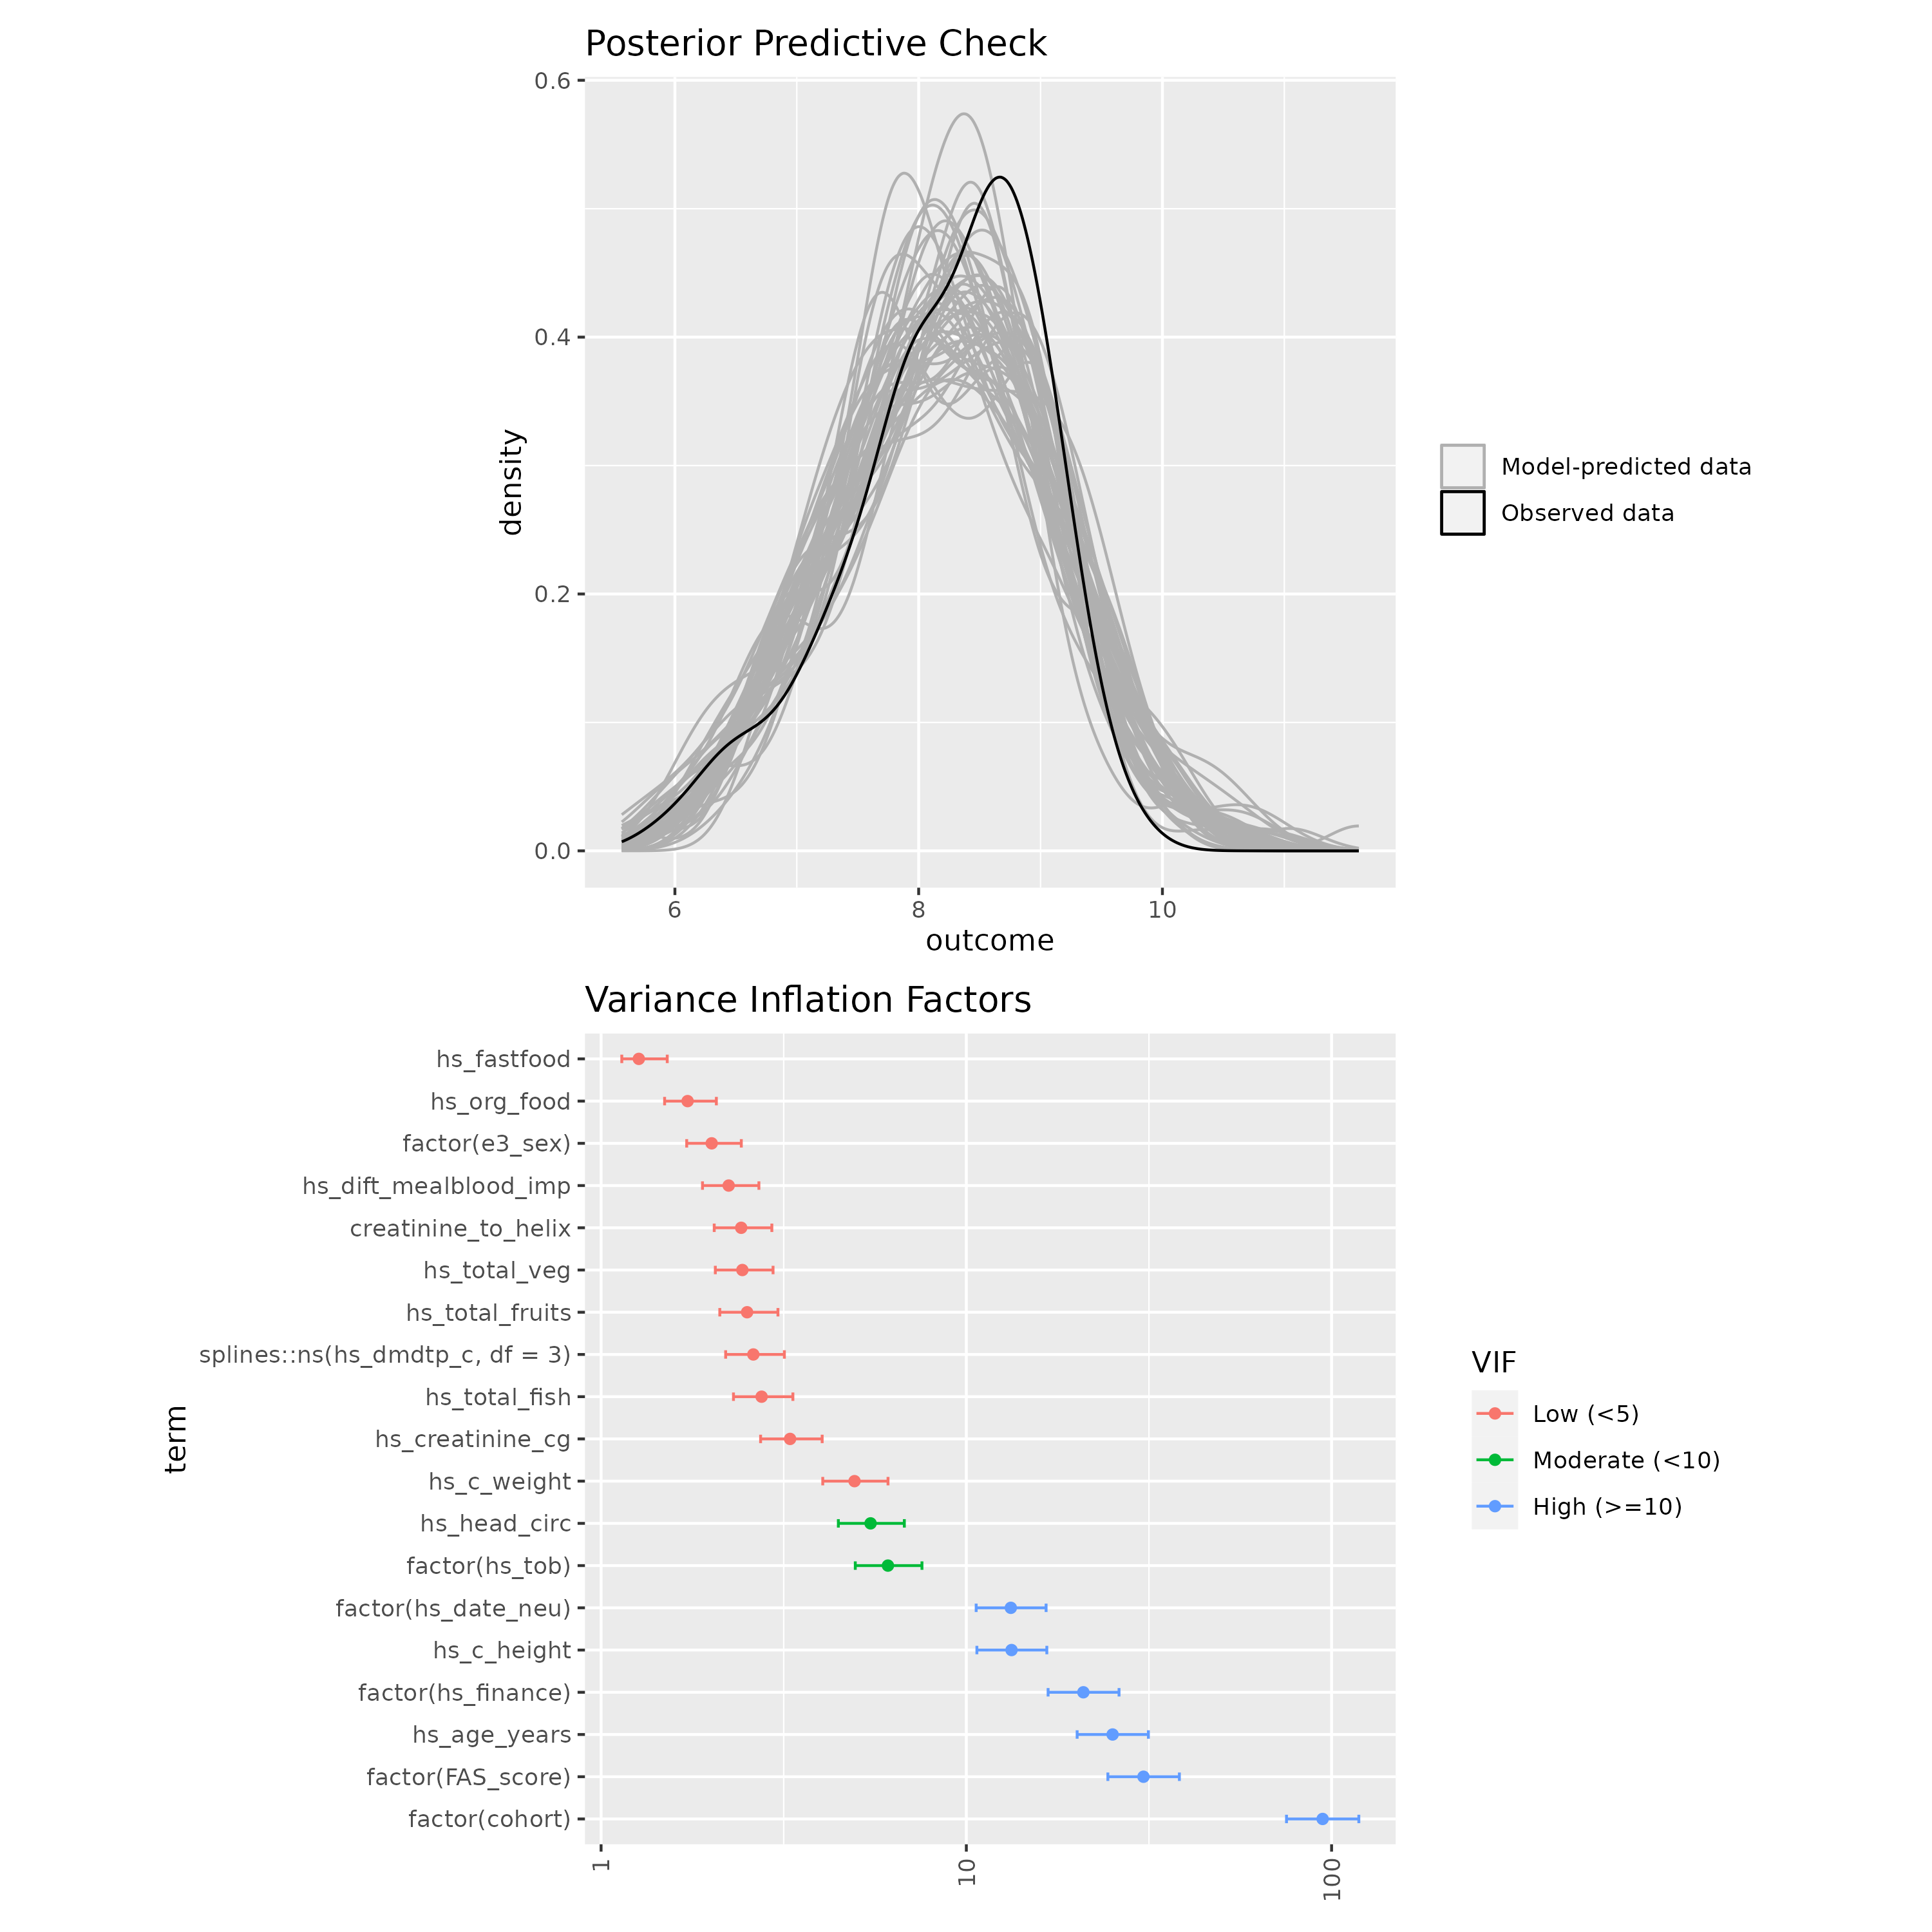 Posterior Predictive Check
0.6
0.4
0.2
0.0
density
6
8
10
outcome
Model-predicted data
Observed data
Variance Inflation Factors
term
hs_fastfood
hs_org_food
factor(e3_sex)
hs_dift_mealblood_imp
creatinine_to_helix
hs_total_veg
hs_total_fruits
splines::ns(hs_dmdtp_c, df = 3)
hs_total_fish
hs_creatinine_cg
hs_c_weight
hs_head_circ
factor(hs_tob)
factor(hs_date_neu)
hs_c_height
factor(hs_finance)
hs_age_years
factor(FAS_score)
factor(cohort)
1
10
100
VIF
Low (<5)
Moderate (<10)
High (>=10)